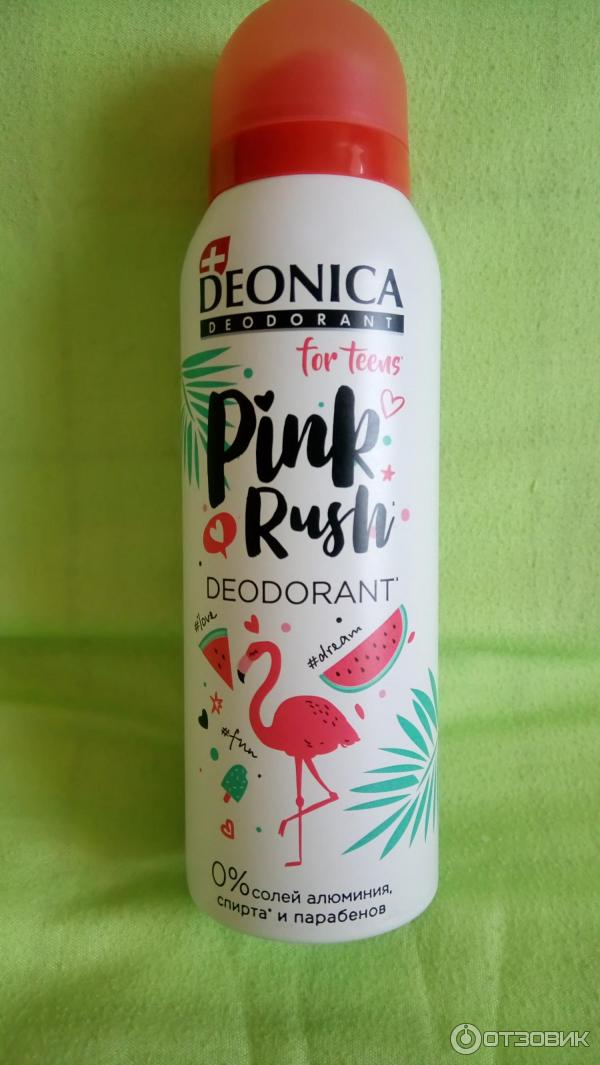 DEONICA
DEODORANT
for teens*
Pink
Rush*
DEODORANT*
#love
#dream
#fun
0% солей алюминия,
спирта* и парабенов
ОТЗОВИК